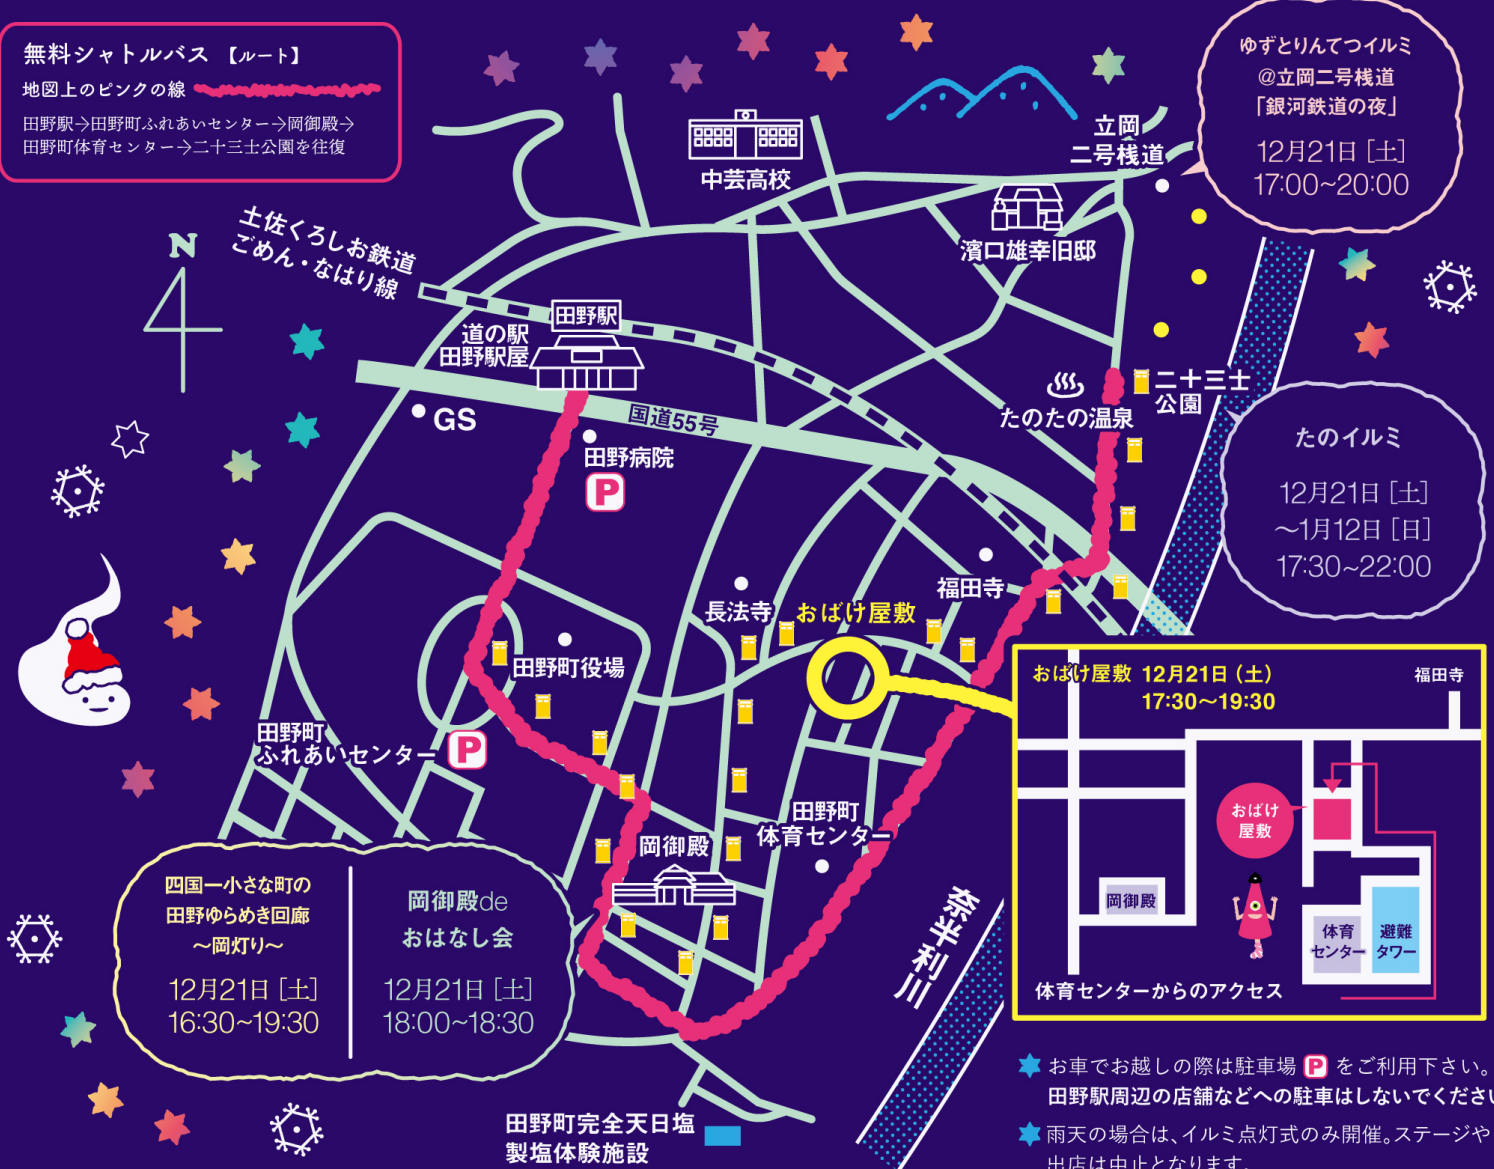 無料シャトルバス 【ルート】
地図上のピンクの線
田野駅→田野町ふれあいセンター→岡御殿→
田野町体育センター→二十三士公園を往復
ゆずとりんてつイルミ
@立岡二号桟道
「銀河鉄道の夜」
12月21日［土］
17:00~20:00
立岡
二号桟道
中芸高校
濱口雄幸旧邸
N
土佐くろしお鉄道
ごめん・なはり線
田野駅
道の駅
田野駅屋
GS
国道55号
田野病院
P
たのたの温泉
二十三士
公園
たのイルミ
12月21日［土］
～1月12日［日］
17:30~22:00
福田寺
長法寺
おばけ屋敷
田野町役場
田野町
ふれあいセンター
P
岡御殿
田野町
体育センター
おばけ屋敷 12月21日（土）
17:30～19:30
福田寺
おばけ
屋敷
岡御殿
体育
センター
避難
タワー
体育センターからのアクセス
四国一小さな町の
田野ゆらめき回廊
～岡灯り～
12月21日［土］
16:30~19:30
岡御殿de
おはなし会
12月21日［土］
18:00~18:30
奈半利川
田野町完全天日塩
製塩体験施設
お車でお越しの際は駐車場 P をご利用下さい。
田野駅周辺の店舗などへの駐車はしないでくださ
雨天の場合は、イルミ点灯式のみ開催。ステージや
出店は中止となります。